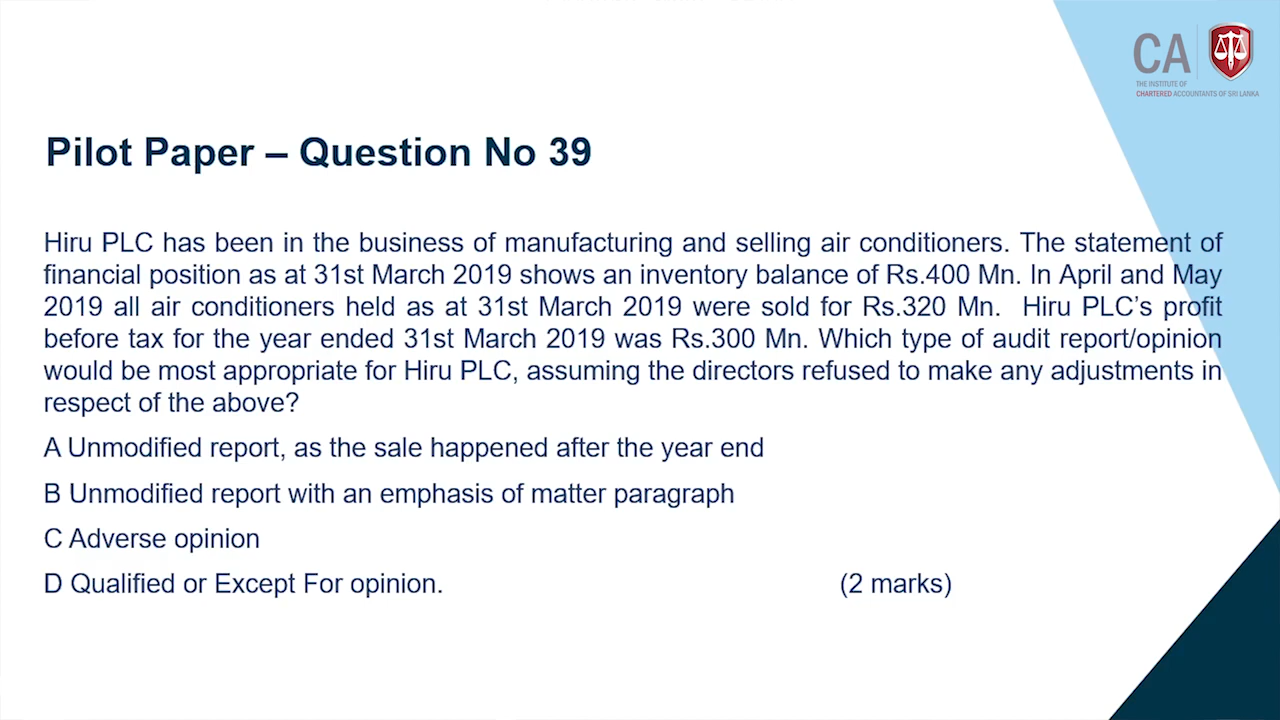 CA
THE INSTITUTE OF
CHARTERED ACCOUNTANTS OF SRI LANKA
Pilot Paper – Question No 39
Hiru PLC has been in the business of manufacturing and selling air conditioners. The statement of
financial position as at 31st March 2019 shows an inventory balance of Rs.400 Mn. In April and May
2019 all air conditioners held as at 31st March 2019 were sold for Rs.320 Mn. Hiru PLC’s profit
before tax for the year ended 31st March 2019 was Rs.300 Mn. Which type of audit report/opinion
would be most appropriate for Hiru PLC, assuming the directors refused to make any adjustments in
respect of the above?
A Unmodified report, as the sale happened after the year end
B Unmodified report with an emphasis of matter paragraph
C Adverse opinion
D Qualified or Except For opinion. (2 marks)